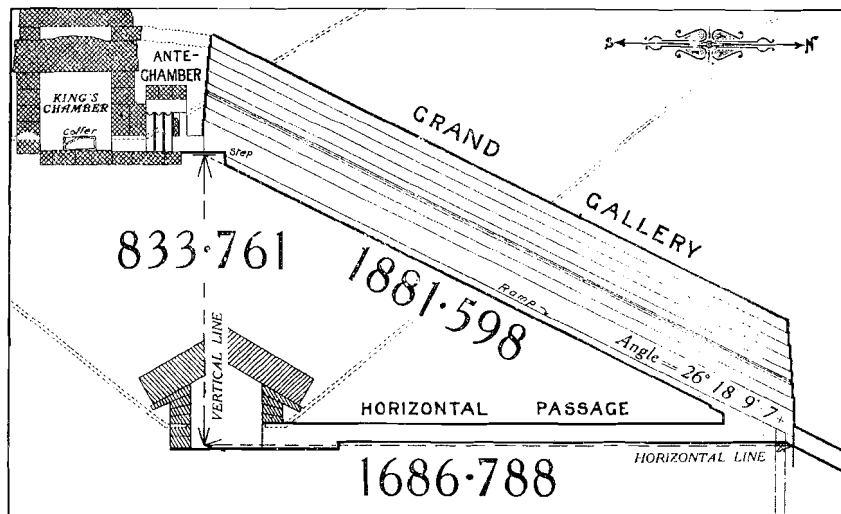 S N
ANTE-
CHAMBER
KING'S
CHAMBER
Coffer
Step
GRAND
GALLERY
833·761
1881·598
Ramp
Angle = 26° 18' 9'·7+
VERTICAL LINE
HORIZONTAL PASSAGE
HORIZONTAL LINE
1686·788